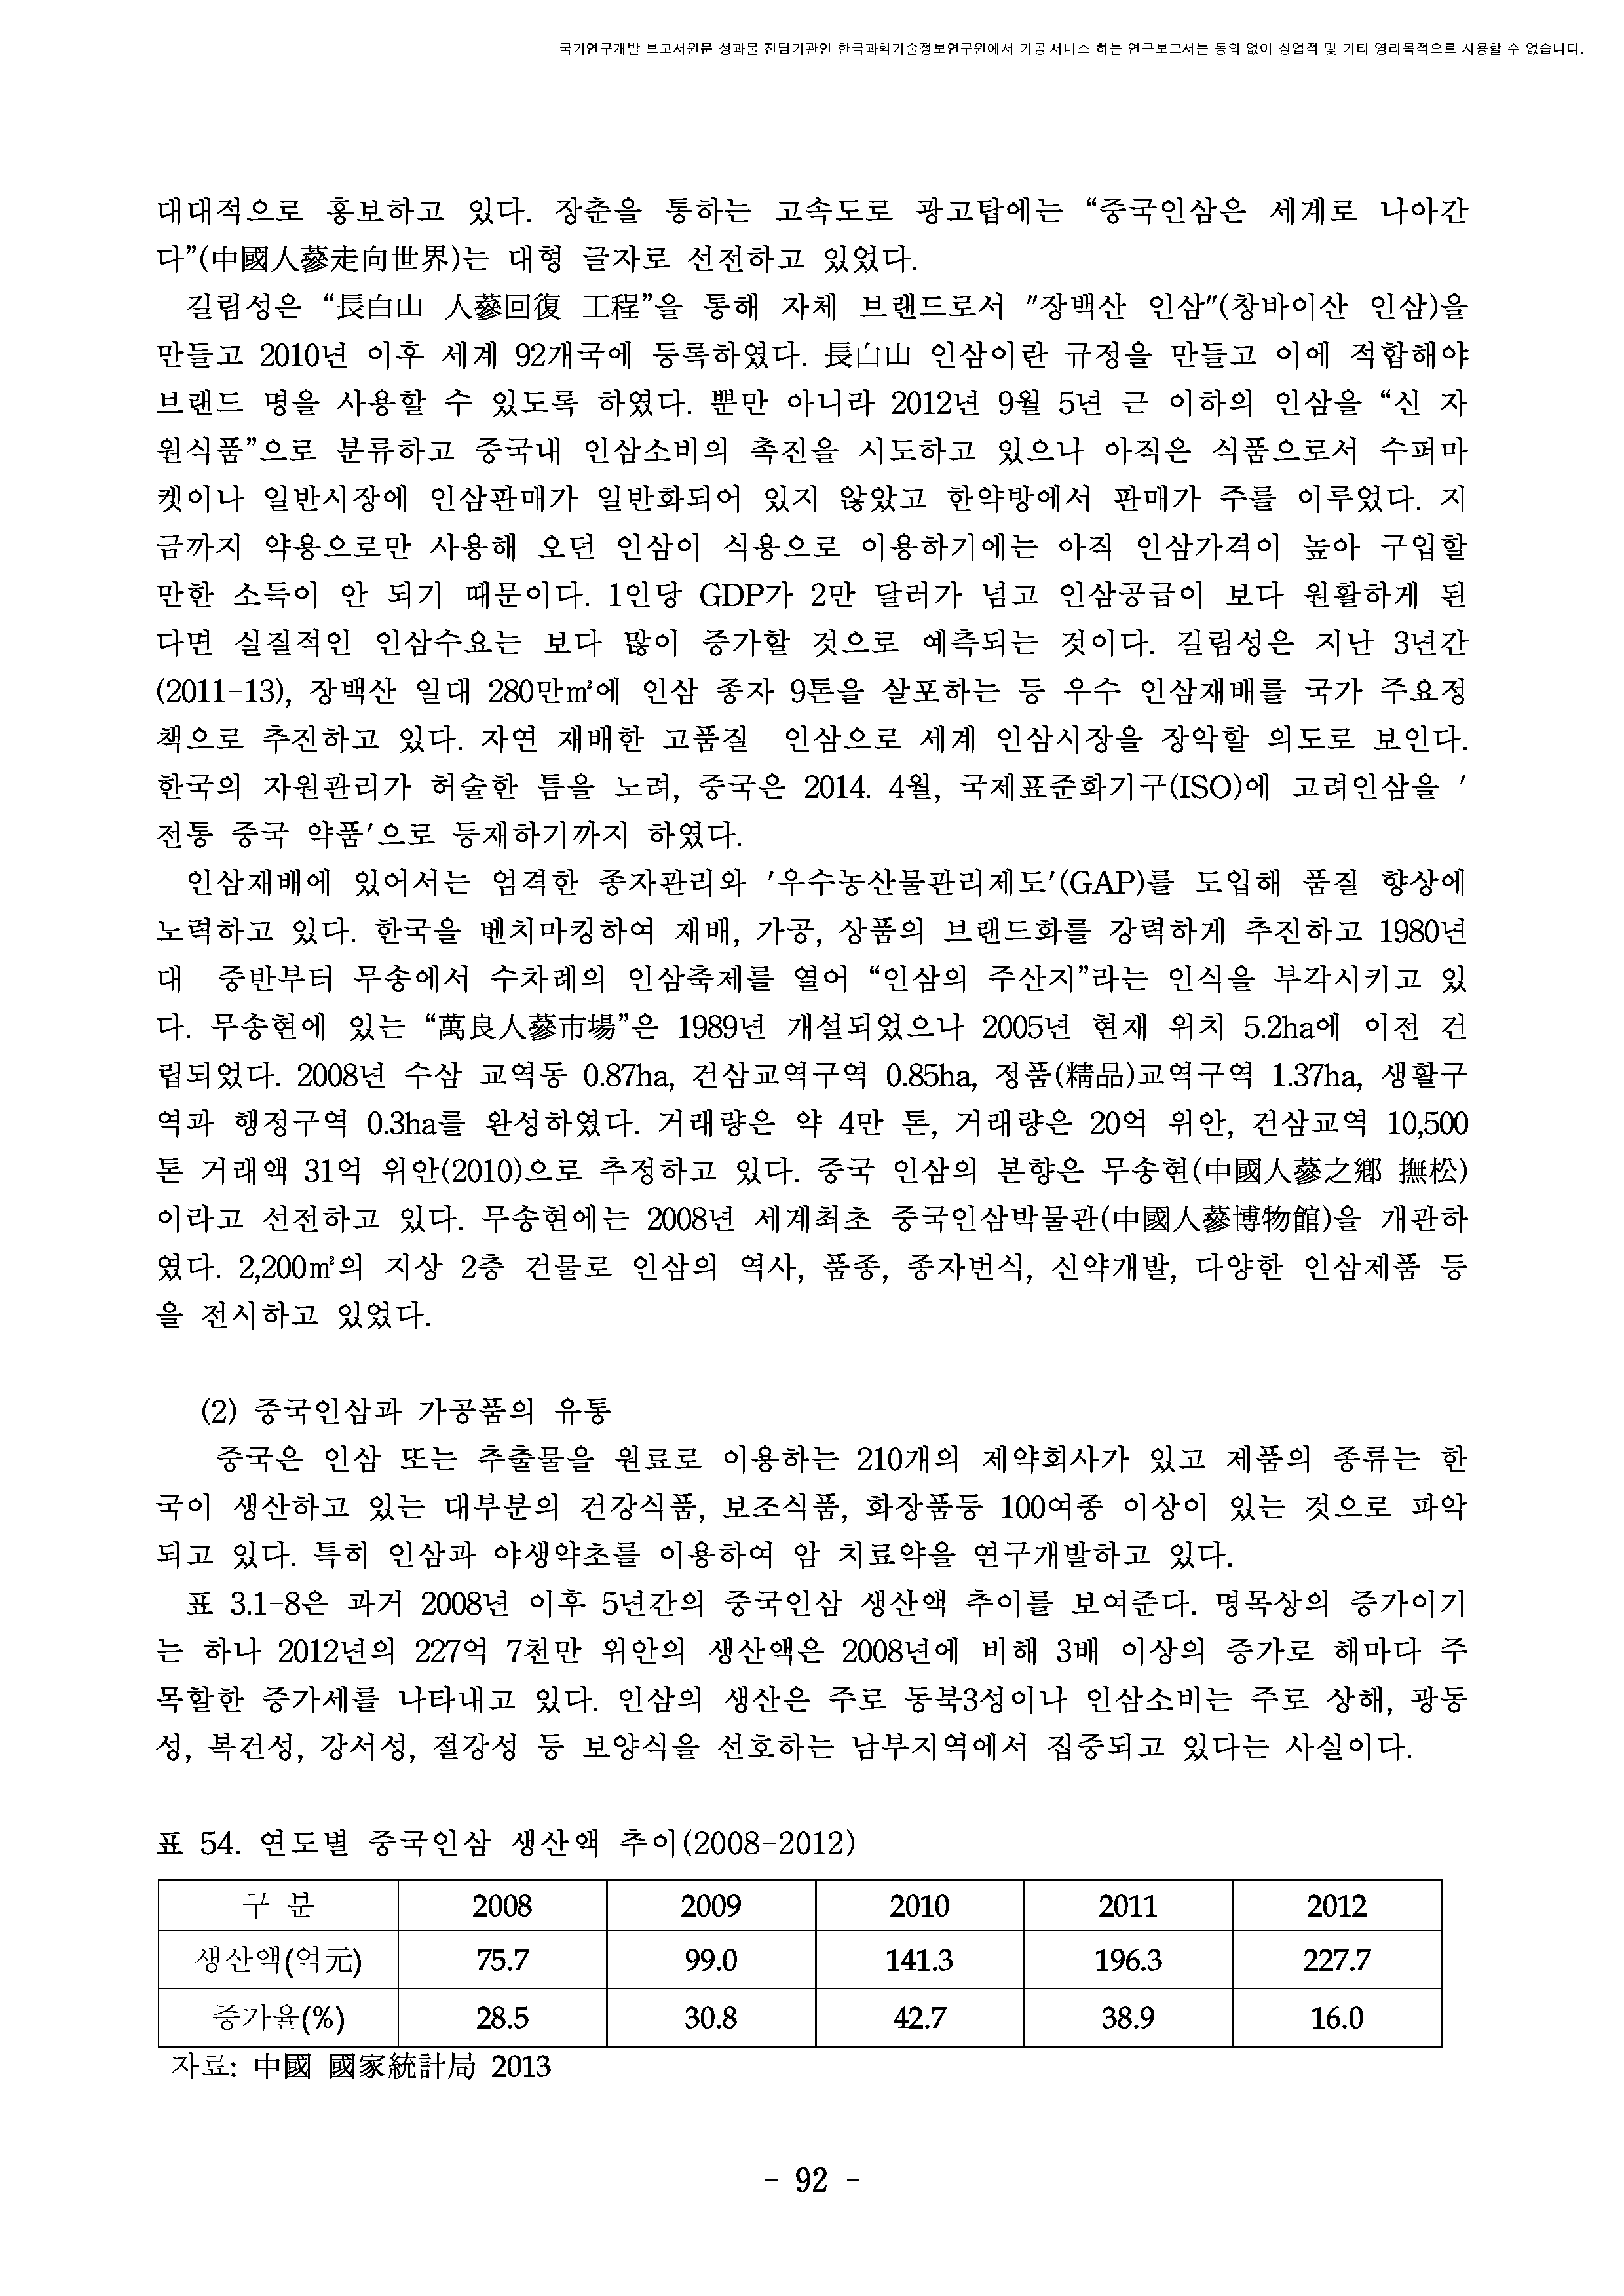 국가연구개발 보고서원문 성과물 전담기관인 한국과학기술정보연구원에서 가공·서비스 하는 연구보고서는 동의 없이 상업적 및 기타 영리목적으로 사용할 수 없습니다.
대대적으로 홍보하고 있다. 장춘을 통하는 고속도로 광고탑에는 “중국인삼은 세계로 나아간
다”(中國人蔘走向世界)는 대형 글자로 선전하고 있었다.
길림성은 “長白山 人蔘回復 工程”을 통해 자체 브랜드로서 "장백산 인삼"(창바이산 인삼)을
만들고 2010년 이후 세계 92개국에 등록하였다. 長白山 인삼이란 규정을 만들고 이에 적합해야
브랜드 명을 사용할 수 있도록 하였다. 뿐만 아니라 2012년 9월 5년 근 이하의 인삼을 “신 자
원식품”으로 분류하고 중국내 인삼소비의 촉진을 시도하고 있으나 아직은 식품으로서 수퍼마
켓이나 일반시장에 인삼판매가 일반화되어 있지 않았고 한약방에서 판매가 주를 이루었다. 지
금까지 약용으로만 사용해 오던 인삼이 식용으로 이용하기에는 아직 인삼가격이 높아 구입할
만한 소득이 안 되기 때문이다. 1인당 GDP가 2만 달러가 넘고 인삼공급이 보다 원활하게 된
다면 실질적인 인삼수요는 보다 많이 증가할 것으로 예측되는 것이다. 길림성은 지난 3년간
(2011-13), 장백산 일대 280만㎡에 인삼 종자 9톤을 살포하는 등 우수 인삼재배를 국가 주요정
책으로 추진하고 있다. 자연 재배한 고품질 인삼으로 세계 인삼시장을 장악할 의도로 보인다.
한국의 자원관리가 허술한 틈을 노려, 중국은 2014. 4월, 국제표준화기구(ISO)에 고려인삼을 '
전통 중국 약품'으로 등재하기까지 하였다.
인삼재배에 있어서는 엄격한 종자관리와 '우수농산물관리제도'(GAP)를 도입해 품질 향상에
노력하고 있다. 한국을 벤치마킹하여 재배, 가공, 상품의 브랜드화를 강력하게 추진하고 1980년
대 중반부터 무송에서 수차례의 인삼축제를 열어 “인삼의 주산지”라는 인식을 부각시키고 있
다. 무송현에 있는 “萬良人蔘市場”은 1989년 개설되었으나 2005년 현재 위치 5.2ha에 이전 건
립되었다. 2008년 수삼 교역동 0.87ha, 건삼교역구역 0.85ha, 정품(精品)교역구역 1.37ha, 생활구
역과 행정구역 0.3ha를 완성하였다. 거래량은 약 4만 톤, 거래량은 20억 위안, 건삼교역 10,500
톤 거래액 31억 위안(2010)으로 추정하고 있다. 중국 인삼의 본향은 무송현(中國人蔘之鄕 撫松)
이라고 선전하고 있다. 무송현에는 2008년 세계최초 중국인삼박물관(中國人蔘博物館)을 개관하
였다. 2,200㎡의 지상 2층 건물로 인삼의 역사, 품종, 종자번식, 신약개발, 다양한 인삼제품 등
을 전시하고 있었다.
(2) 중국인삼과 가공품의 유통
중국은 인삼 또는 추출물을 원료로 이용하는 210개의 제약회사가 있고 제품의 종류는 한
국이 생산하고 있는 대부분의 건강식품, 보조식품, 화장품등 100여종 이상이 있는 것으로 파악
되고 있다. 특히 인삼과 야생약초를 이용하여 암 치료약을 연구개발하고 있다.
표 3.1-8은 과거 2008년 이후 5년간의 중국인삼 생산액 추이를 보여준다. 명목상의 증가이기
는 하나 2012년의 227억 7천만 위안의 생산액은 2008년에 비해 3배 이상의 증가로 해마다 주
목할한 증가세를 나타내고 있다. 인삼의 생산은 주로 동북3성이나 인삼소비는 주로 상해, 광동
성, 복건성, 강서성, 절강성 등 보양식을 선호하는 남부지역에서 집중되고 있다는 사실이다.
표 54. 연도별 중국인삼 생산액 추이(2008-2012)
구 분 2008 2009 2010 2011 2012
생산액(억元) 75.7 99.0 141.3 196.3 227.7
증가율(%) 28.5 30.8 42.7 38.9 16.0
자료: 中國 國家統計局 2013
- 92 -